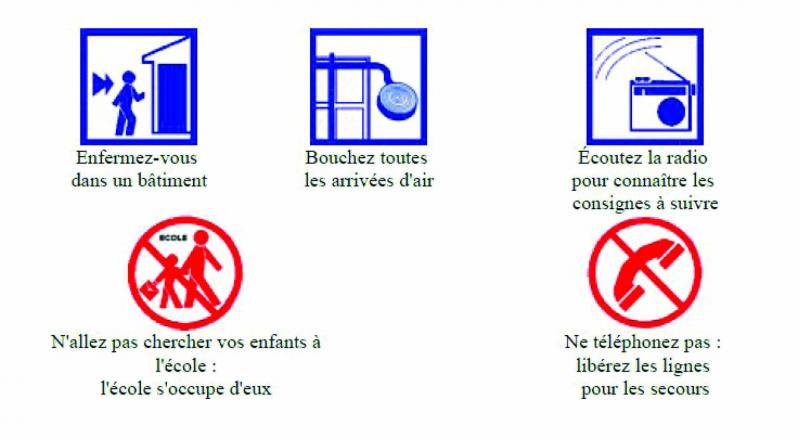 Enfermez-vous
dans un bâtiment
Bouchez toutes
les arrivées d'air
Écoutez la radio
pour connaître les
consignes à suivre
ECOLE
N'allez pas chercher vos enfants à
l'école :
l'école s'occupe d'eux
Ne téléphonez pas :
libérez les lignes
pour les secours